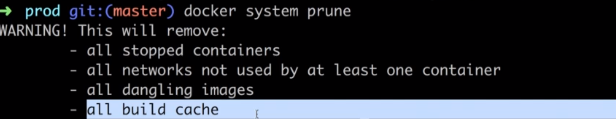 ➜ prod git:(master) docker system prune
WARNING! This will remove:
- all stopped containers
- all networks not used by at least one container
- all dangling images
- all build cache